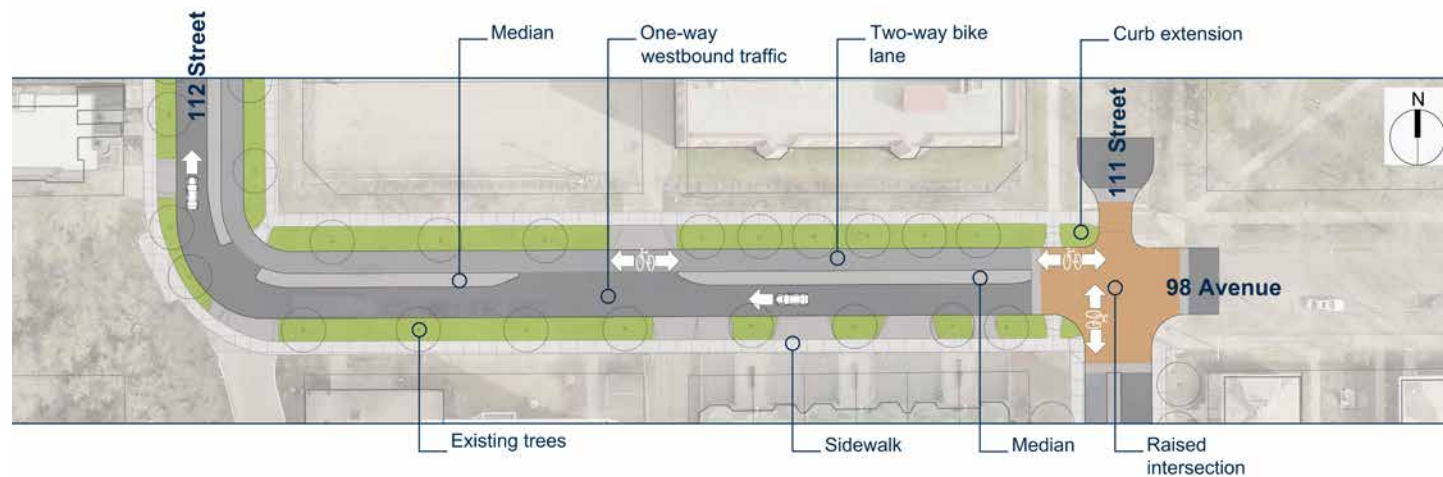 Median
One-way
westbound traffic
Two-way bike
lane
Curb extension
112 Street
111 Street
N
98 Avenue
Existing trees
Sidewalk
Median
Raised
intersection